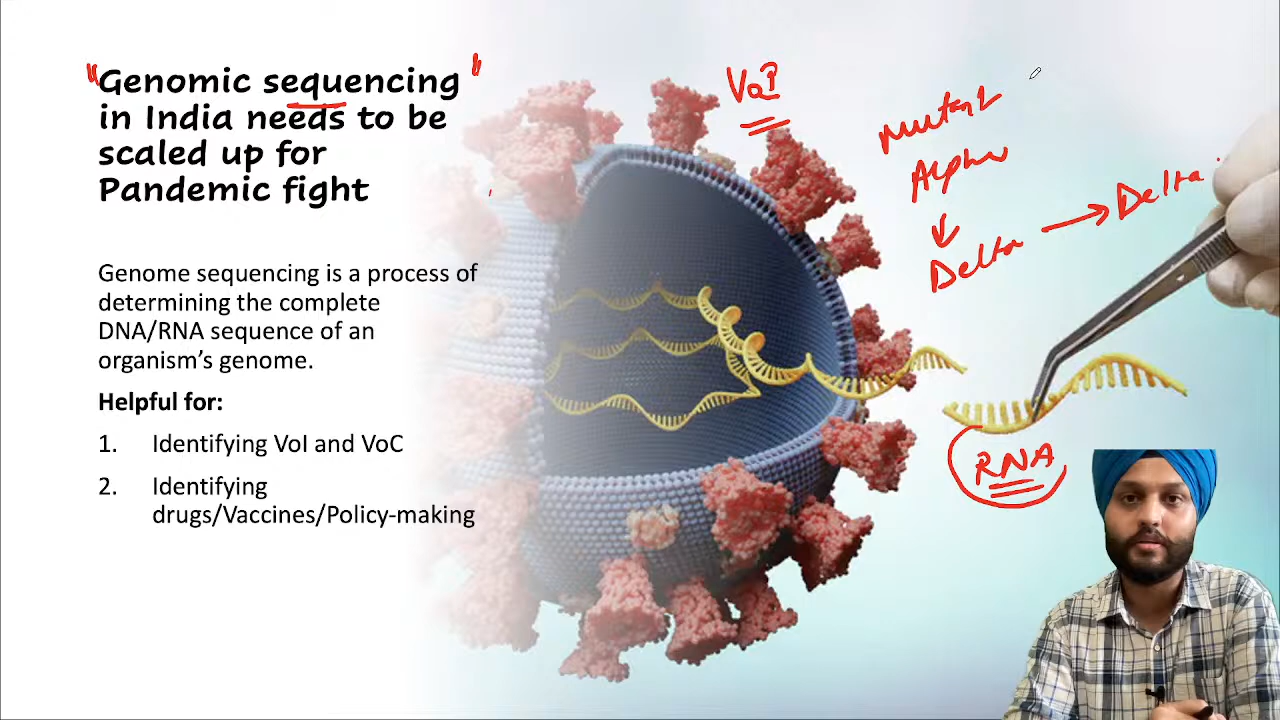 "Genomic sequencing"
in India needs to be
scaled up for
Pandemic fight
Genome sequencing is a process of
determining the complete
DNA/RNA sequence of an
organism's genome.
Helpful for:
1. Identifying VoI and VoC
2. Identifying
drugs/Vaccines/Policy-making
VoI
Mutant
Alpha
Delta → Delta
RNA